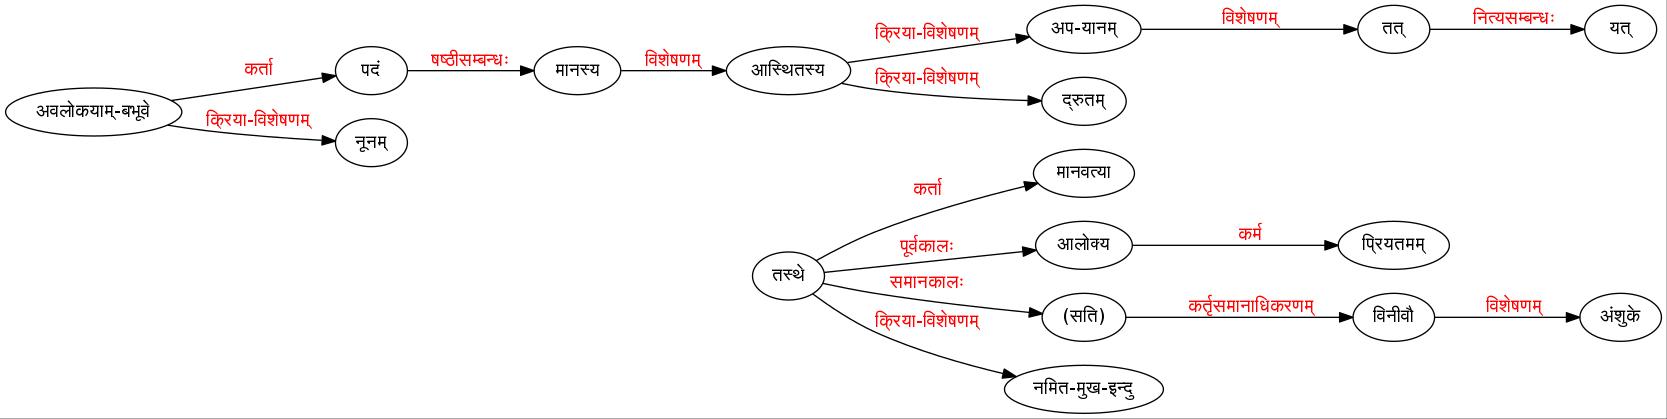 अवलोकयाम्-बभूवे
कर्ता
पदं
षष्ठीसम्बन्धः
मानस्य
विशेषणम्
आस्थितस्य
क्रिया-विशेषणम्
अप-यानम्
विशेषणम्
तत्
नित्यसम्बन्धः
यत्
क्रिया-विशेषणम्
द्रुतम्
क्रिया-विशेषणम्
नूनम्
तस्थे
कर्ता
मानवत्या
पूर्वकालः
आलोक्य
कर्म
प्रियतमम्
समानकालः
(सति)
कर्तृसमानाधिकरणम्
विनीवौ
विशेषणम्
अंशुके
क्रिया-विशेषणम्
नमित-मुख-इन्दु